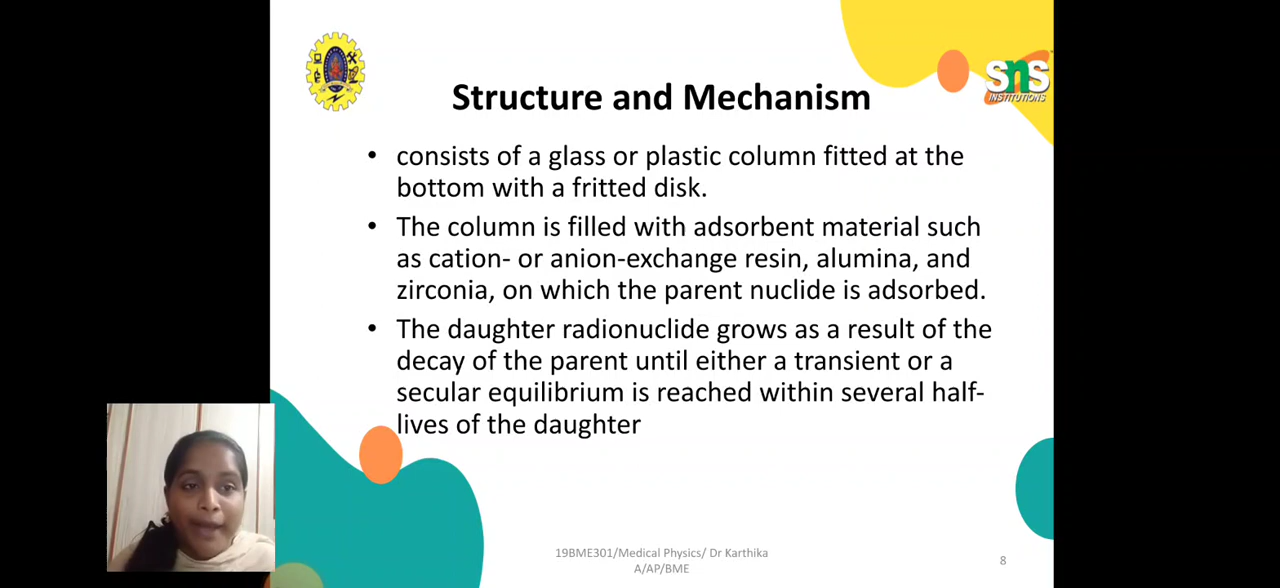 SnS
INSTITUTIONS
Structure and Mechanism
• consists of a glass or plastic column fitted at the
bottom with a fritted disk.
• The column is filled with adsorbent material such
as cation- or anion-exchange resin, alumina, and
zirconia, on which the parent nuclide is adsorbed.
• The daughter radionuclide grows as a result of the
decay of the parent until either a transient or a
secular equilibrium is reached within several half-
lives of the daughter
19BME301/Medical Physics/ Dr Karthika
A/AP/BME
8